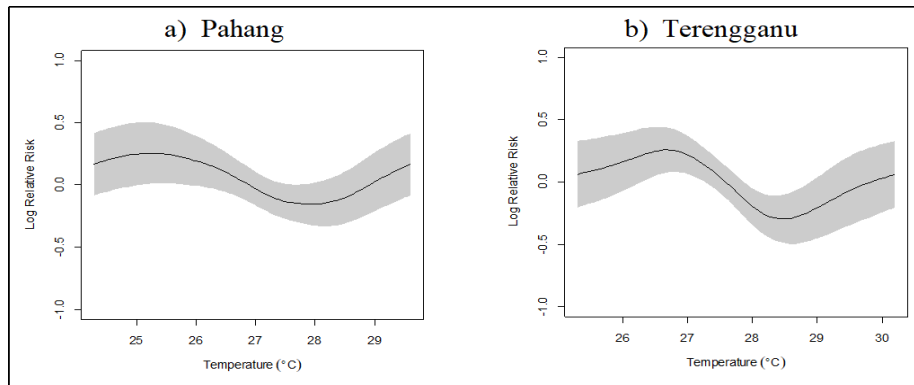 a) Pahang
1.0
0.5
0.0
-0.5
-1.0
Log Relative Risk
25 26 27 28 29
Temperature (°C)
b) Terengganu
1.0
0.5
0.0
-0.5
-1.0
Log Relative Risk
26 27 28 29 30
Temperature (°C)